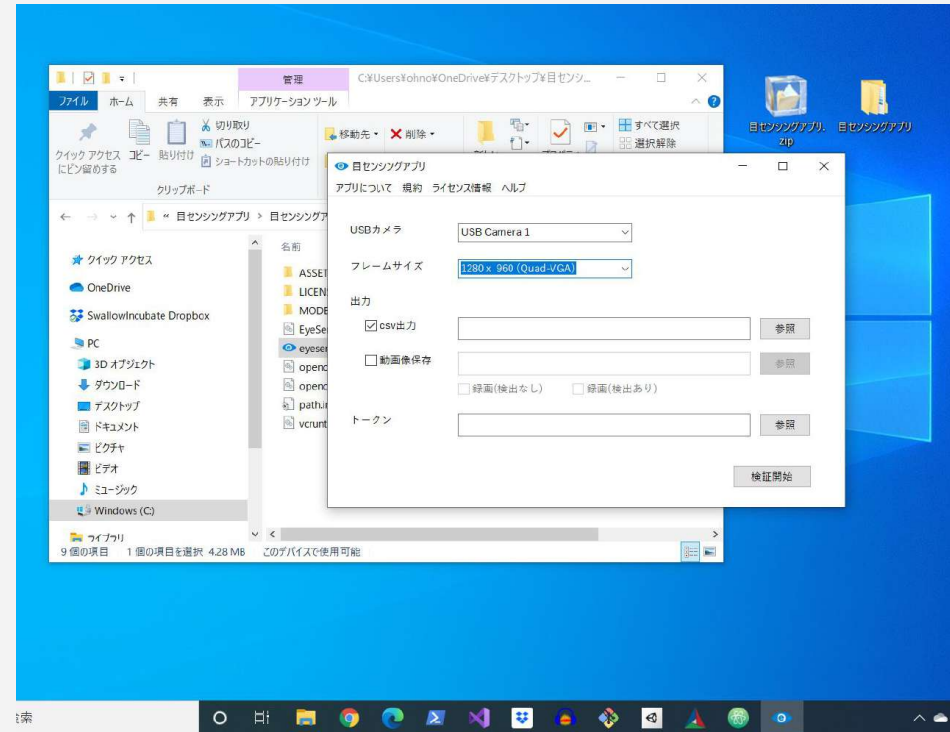 管理
C:¥Users¥ohno¥OneDrive¥デスクトップ¥目センシ...
ファイル ホーム 共有 表示 アプリケーション ツール
クイック アクセスにピン留めする
コピー
貼り付け
切り取り
パスのコピー
ショートカットの貼り付け
移動先
削除
すべて選択
選択解除
クリップボード
« 目センシングアプリ > 目センシングア
クイック アクセス
OneDrive
SwallowIncubate Dropbox
PC
3D オブジェクト
ダウンロード
デスクトップ
ドキュメント
ピクチャ
ビデオ
ミュージック
Windows (C:)
ライブラリ
名前
ASSET
LICEN
MODE
EyeSe
eyeser
openc
openc
path.i
vcrunt
9 個の項目 1 個の項目を選択 4.28 MB このデバイスで使用可能
目センシングアプリ
アプリについて 規約 ライセンス情報 ヘルプ
USBカメラ
USB Camera 1
フレームサイズ
1280 x 960 (Quad-VGA)
出力
csv出力
参照
動画像保存
参照
録画(検出なし) 録画(検出あり)
トークン
参照
検証開始
目センシングアプリ.zip
目センシングアプリ
検索